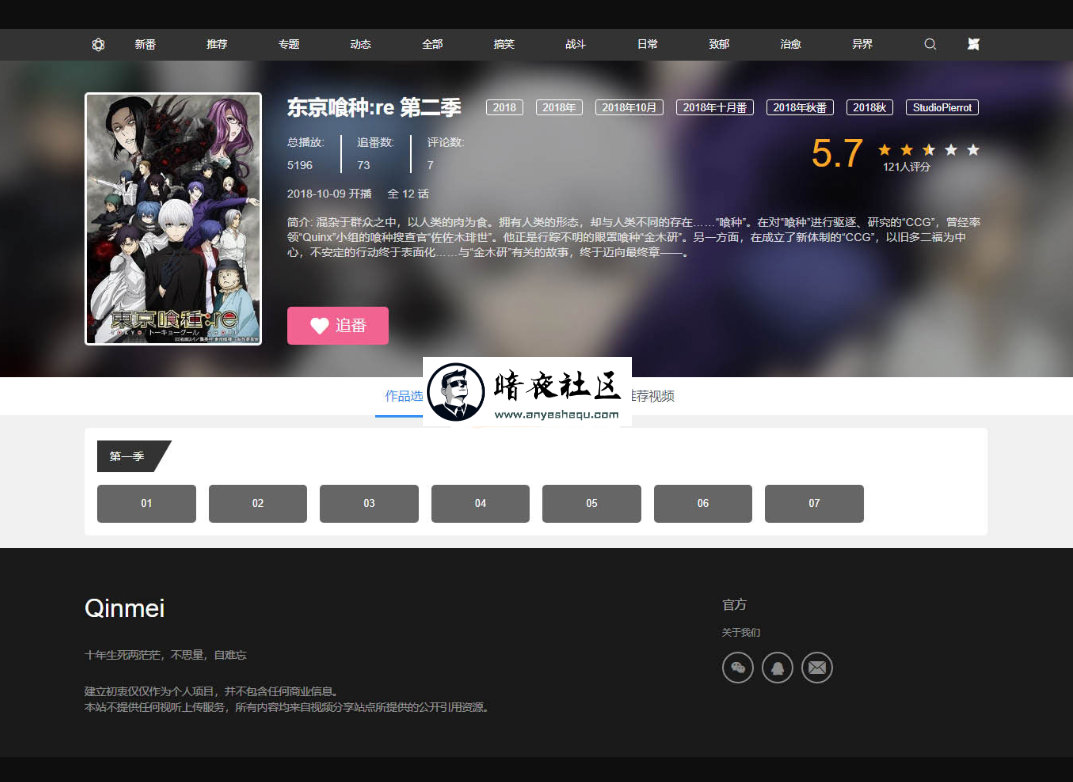 新番 推荐 专题 动态 全部 搞笑 战斗 日常 致郁 治愈 异界
东京喰种:re 第二季 2018 2018年 2018年10月 2018年十月番 2018年秋番 2018秋 StudioPierrot
总播放: 追番数: 评论数:
5196 73 7
5.7
121人评分
2018-10-09 开播 全 12 话
简介: 混杂于群众之中，以人类的肉为食。拥有人类的形态，却与人类不同的存在……“喰种”。在对“喰种”进行驱逐、研究的“CCG”，曾经率
领“Quinx”小组的喰种搜查官“佐佐木琲世”。他正是行踪不明的眼罩喰种“金木研”。另一方面，在成立了新体制的“CCG”，以旧多二福为中
心，不安定的行动终于表面化……与“金木研”有关的故事，终于迈向最终章——。
東京喰種:re
トーキョーグール
追番
作品选
暗夜社区
www.anyeshequ.com
荐视频
第一季
01 02 03 04 05 06 07
Qinmei
十年生死两茫茫，不思量，自难忘
建立初衷仅仅作为个人项目，并不包含任何商业信息。
本站不提供任何视听上传服务，所有内容均来自视频分享站点所提供的公开引用资源。
官方
关于我们